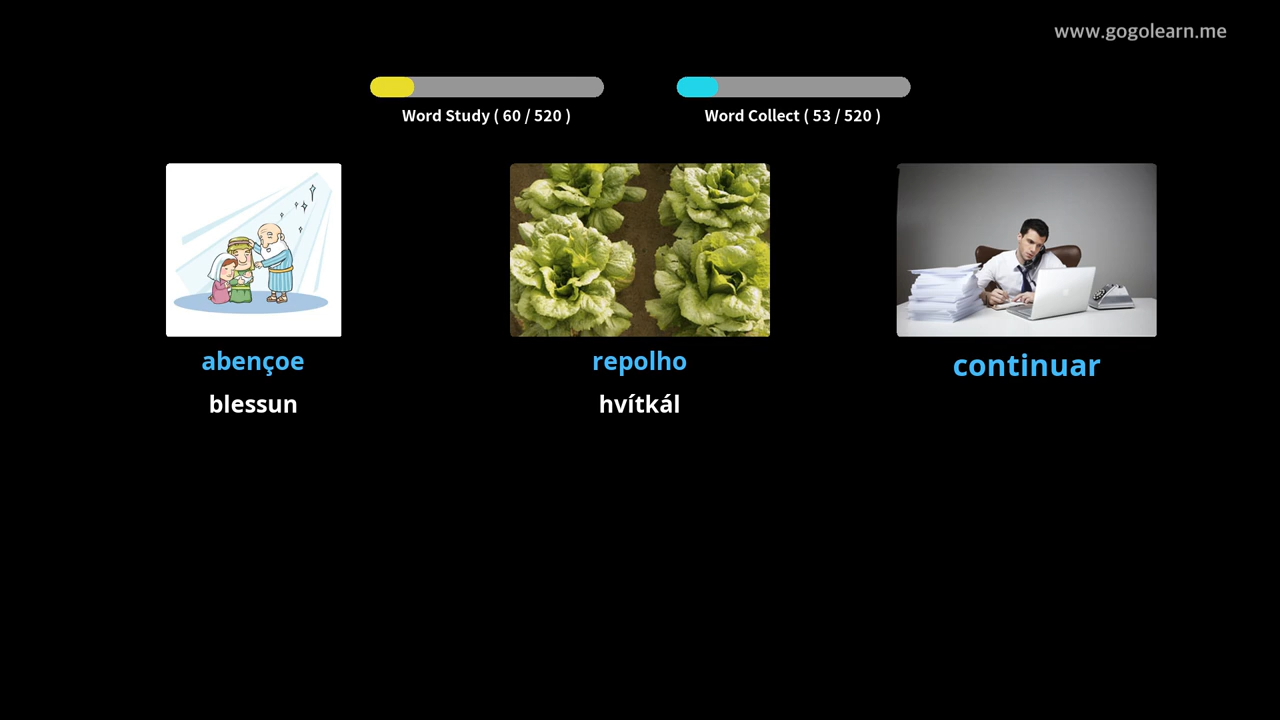 www.gogolearn.me
Word Study ( 60 / 520 )
Word Collect ( 53 / 520 )
abençoe
repolho
continuar
blessun
hvítkál